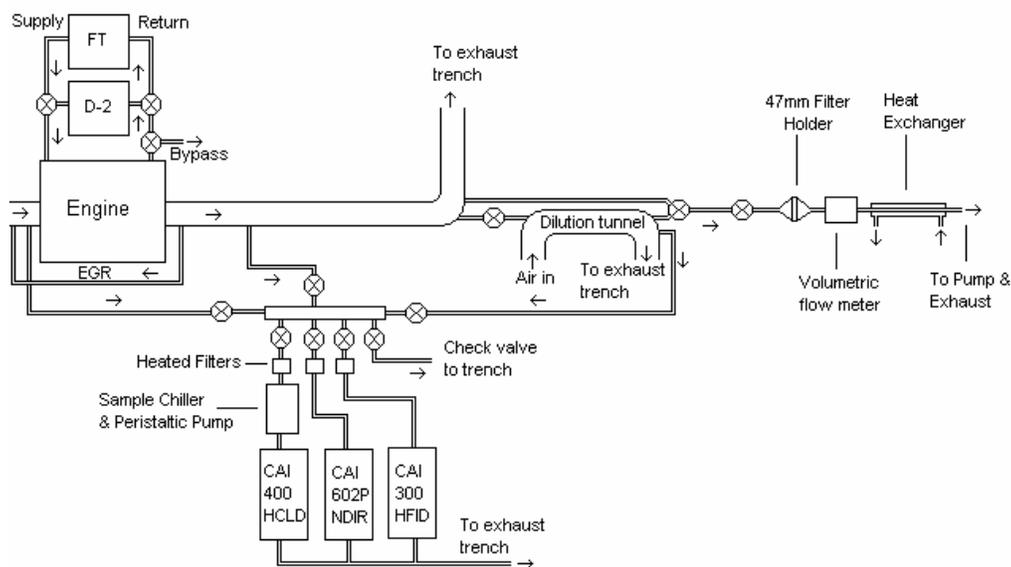 Supply
Return
FT
D-2
Bypass
Engine
EGR
To exhaust
trench
47mm Filter
Holder
Heat
Exchanger
Dilution tunnel
Air in
To exhaust
trench
Volumetric
flow meter
To Pump &
Exhaust
Check valve
to trench
Heated Filters
Sample Chiller
& Peristaltic Pump
CAI
400
HCLD
CAI
602P
NDIR
CAI
300
HFID
To exhaust
trench